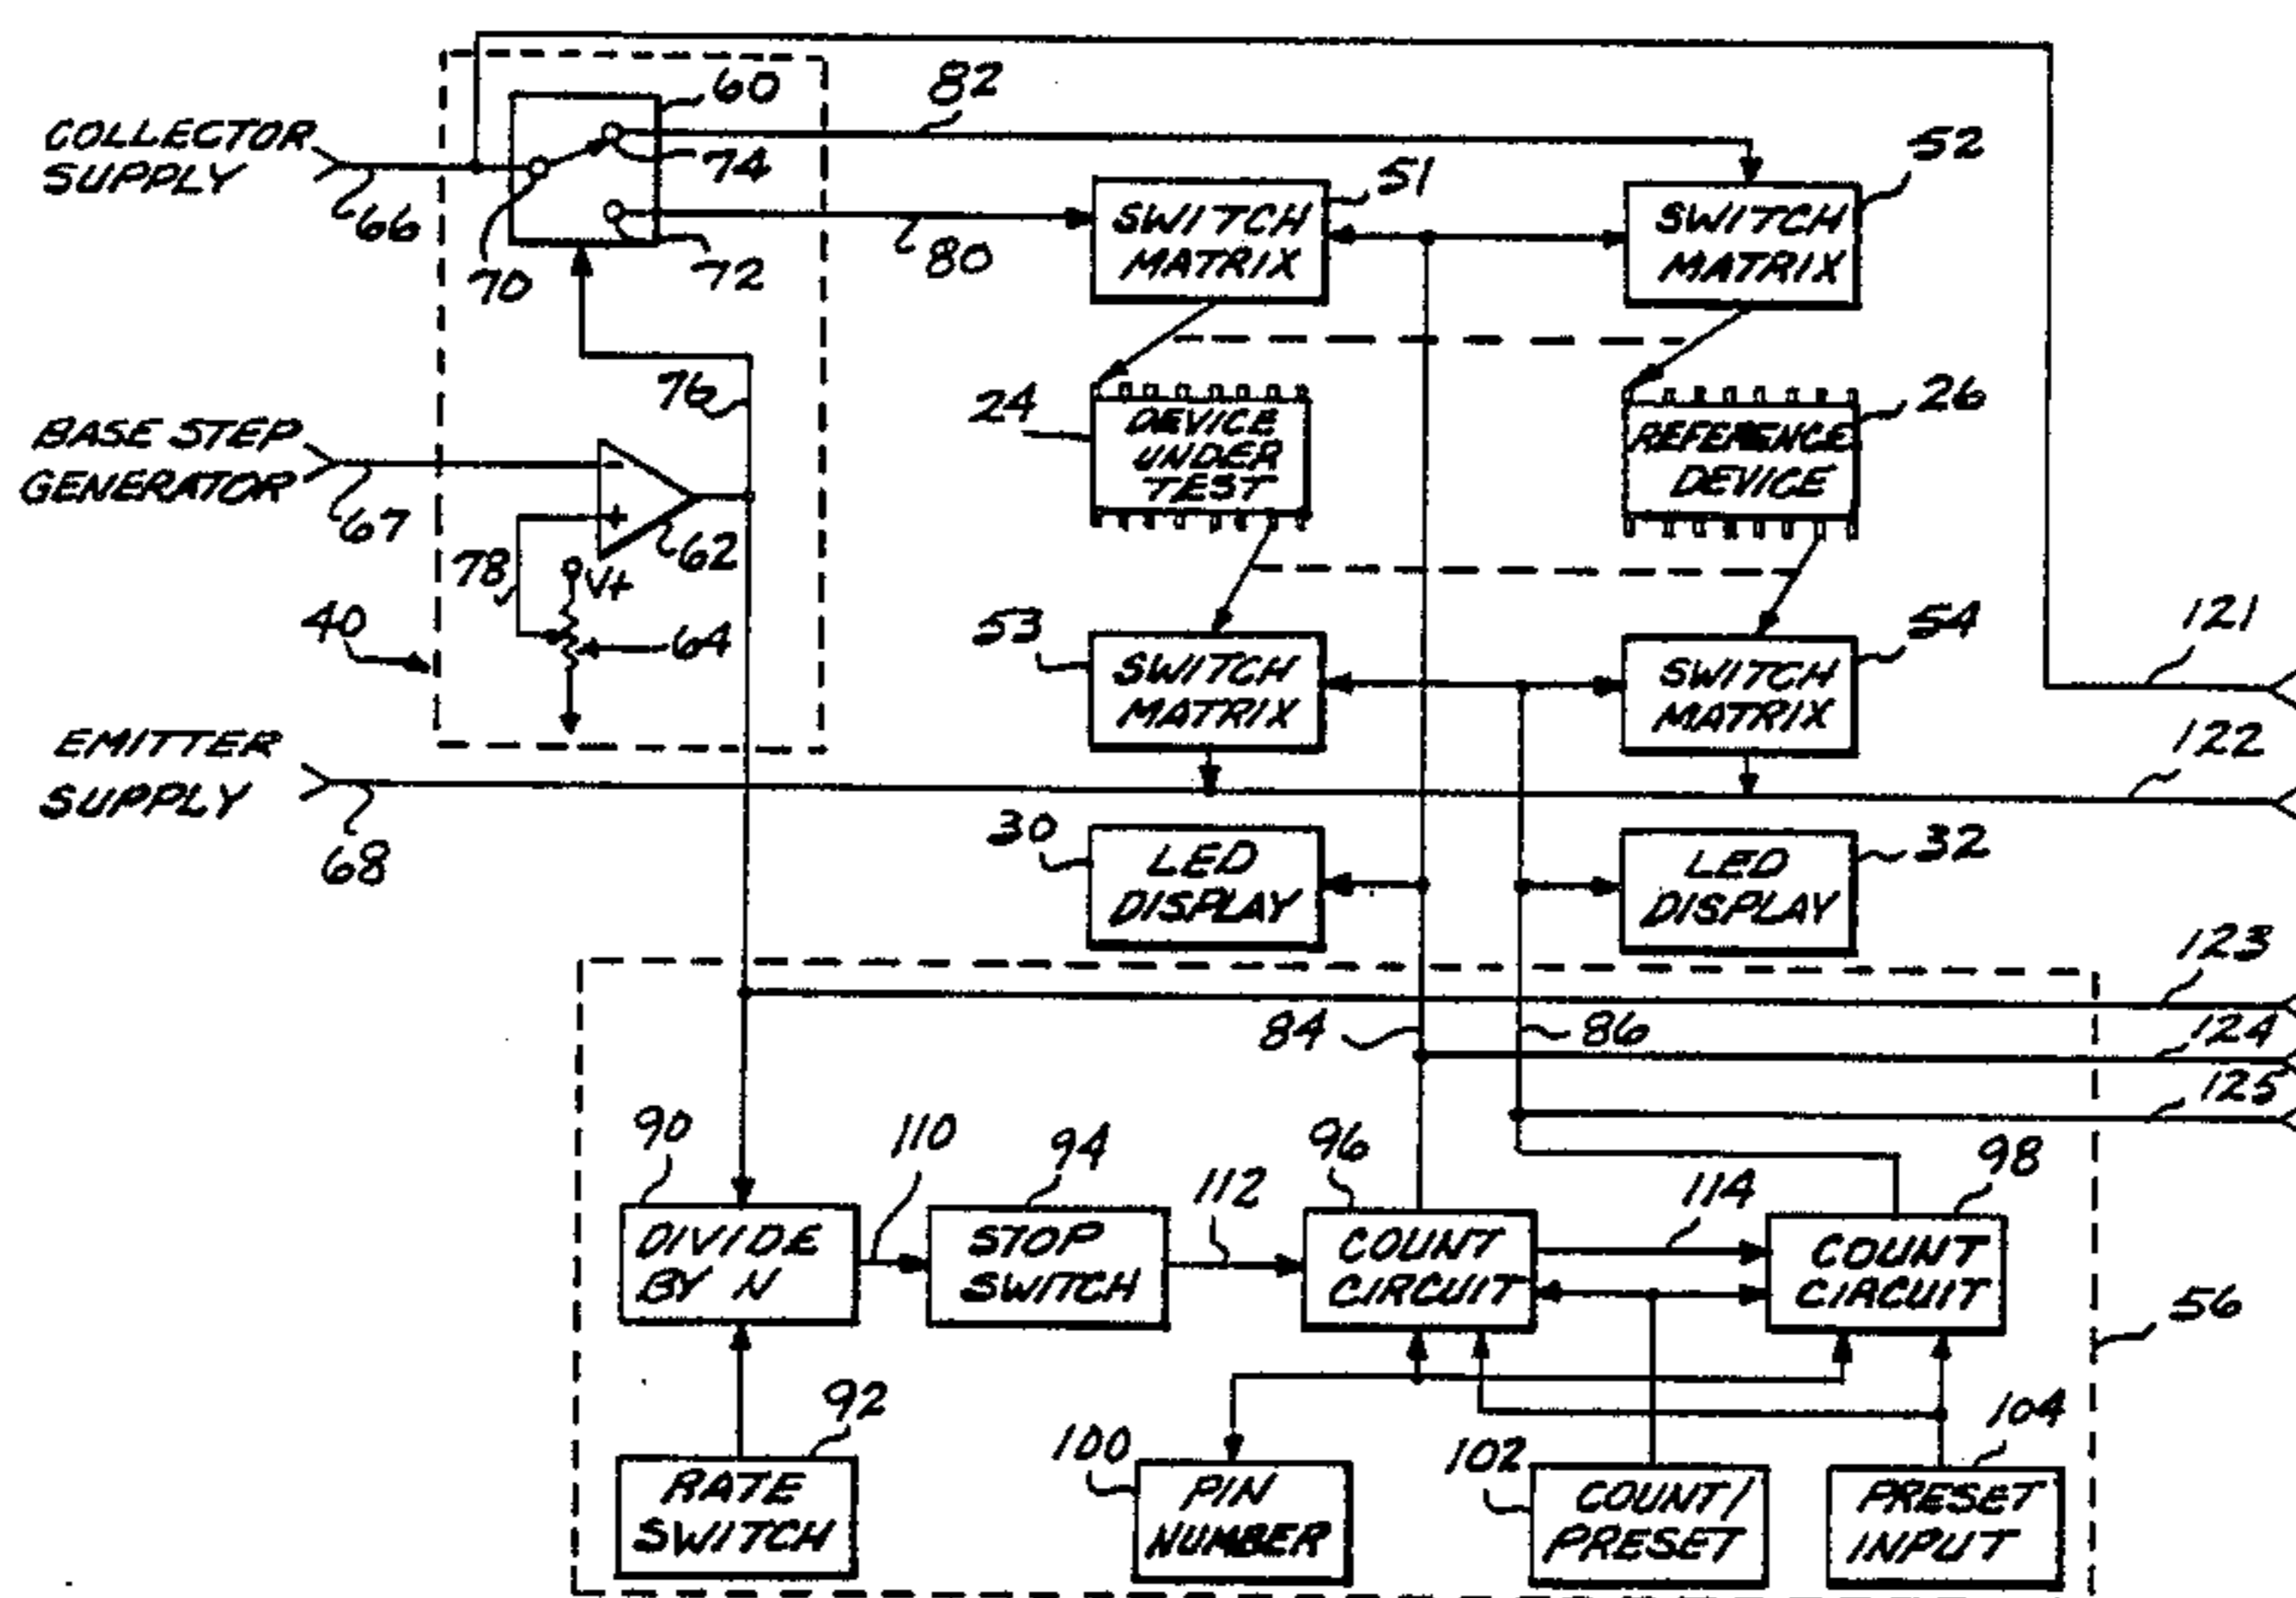 60
82
COLLECTOR
SUPPLY
66
70
74
72
80
51
SWITCH
MATRIX
52
SWITCH
MATRIX
76
24
DEVICE
UNDER
TEST
26
REFERENCE
DEVICE
BASE STEP
GENERATOR
67
-
+
62
78
V+
64
40
53
SWITCH
MATRIX
54
SWITCH
MATRIX
121
EMITTER
SUPPLY
68
122
30
LED
DISPLAY
32
LED
DISPLAY
123
84
86
124
125
90
DIVIDE
BY N
110
94
STOP
SWITCH
112
96
COUNT
CIRCUIT
114
98
COUNT
CIRCUIT
56
92
RATE
SWITCH
100
PIN
NUMBER
102
COUNT/
PRESET
104
PRESET
INPUT